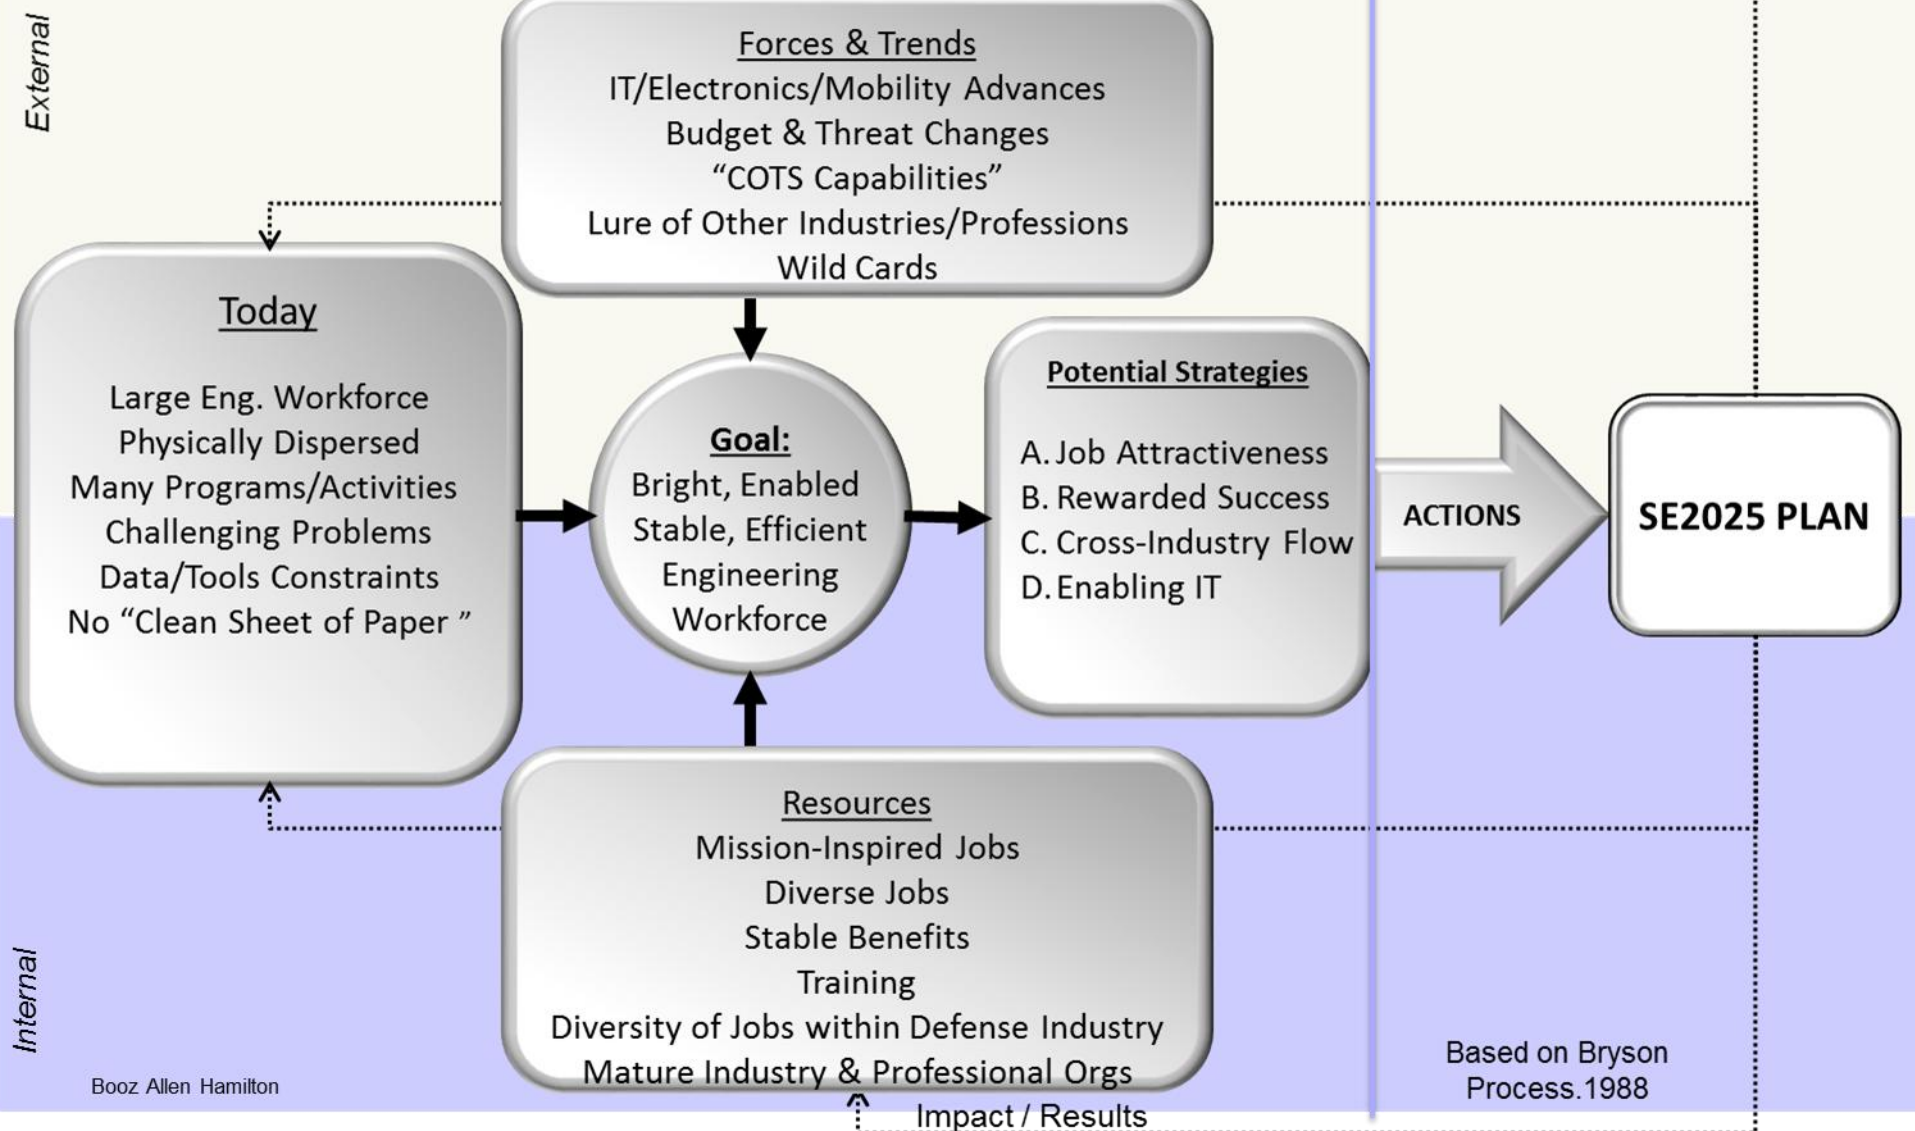 External
Forces & Trends
IT/Electronics/Mobility Advances
Budget & Threat Changes
“COTS Capabilities”
Lure of Other Industries/Professions
Wild Cards
Today
Large Eng. Workforce
Physically Dispersed
Many Programs/Activities
Challenging Problems
Data/Tools Constraints
No “Clean Sheet of Paper ”
Goal:
Bright, Enabled
Stable, Efficient
Engineering
Workforce
Potential Strategies
A. Job Attractiveness
B. Rewarded Success
C. Cross-Industry Flow
D. Enabling IT
ACTIONS
SE2025 PLAN
Resources
Mission-Inspired Jobs
Diverse Jobs
Stable Benefits
Training
Diversity of Jobs within Defense Industry
Mature Industry & Professional Orgs
Internal
Booz Allen Hamilton
Impact / Results
Based on Bryson
Process.1988